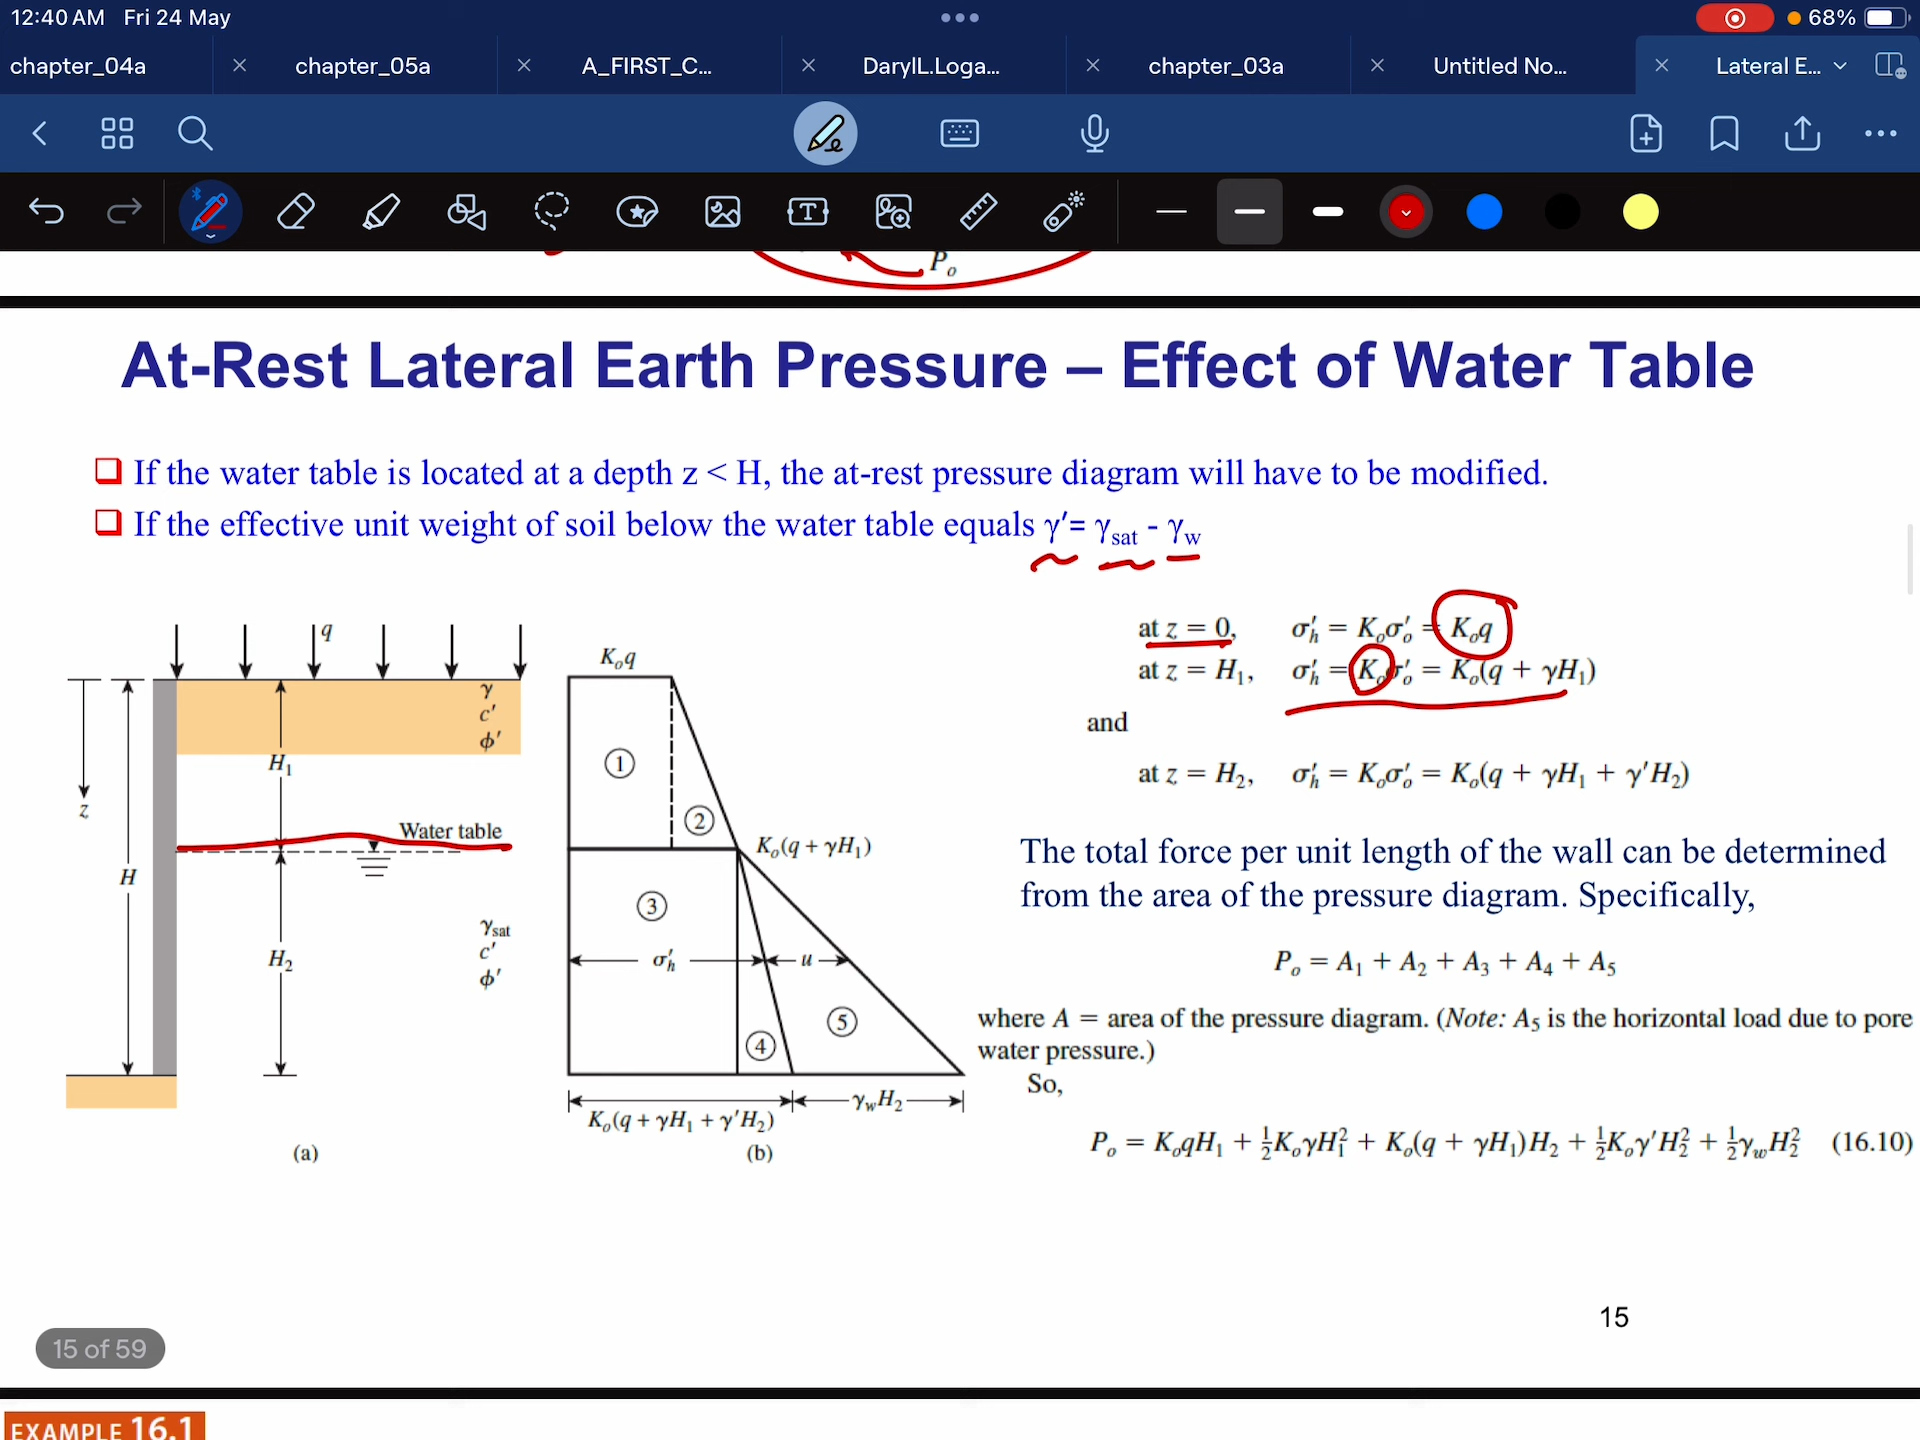 12:40 AM Fri 24 May
68%
chapter_04a
chapter_05a
A_FIRST_C...
DarylL.Loga...
chapter_03a
Untitled No...
Lateral E...
Pₒ
At-Rest Lateral Earth Pressure – Effect of Water Table
If the water table is located at a depth z < H, the at-rest pressure diagram will have to be modified.
If the effective unit weight of soil below the water table equals γ'= γsat - γw
at z = 0, σ'h = Kₒσ'ₒ = Kₒq
at z = H₁, σ'h = Kₒσ'ₒ = Kₒ(q + γH₁)
and
at z = H₂, σ'h = Kₒσ'ₒ = Kₒ(q + γH₁ + γ'H₂)
The total force per unit length of the wall can be determined
from the area of the pressure diagram. Specifically,
Pₒ = A₁ + A₂ + A₃ + A₄ + A₅
where A = area of the pressure diagram. (Note: A₅ is the horizontal load due to pore
water pressure.)
So,
Pₒ = KₒqH₁ + ½KₒγH₁² + Kₒ(q + γH₁)H₂ + ½Kₒγ'H₂² + ½γwH₂² (16.10)
q
γ
c'
ϕ'
H₁
z
Water table
H
γsat
c'
ϕ'
H₂
(a)
Kₒq
①
②
Kₒ(q + γH₁)
③
σ'h
u
⑤
④
γwH₂
Kₒ(q + γH₁ + γ'H₂)
(b)
15
15 of 59
EXAMPLE 16.1